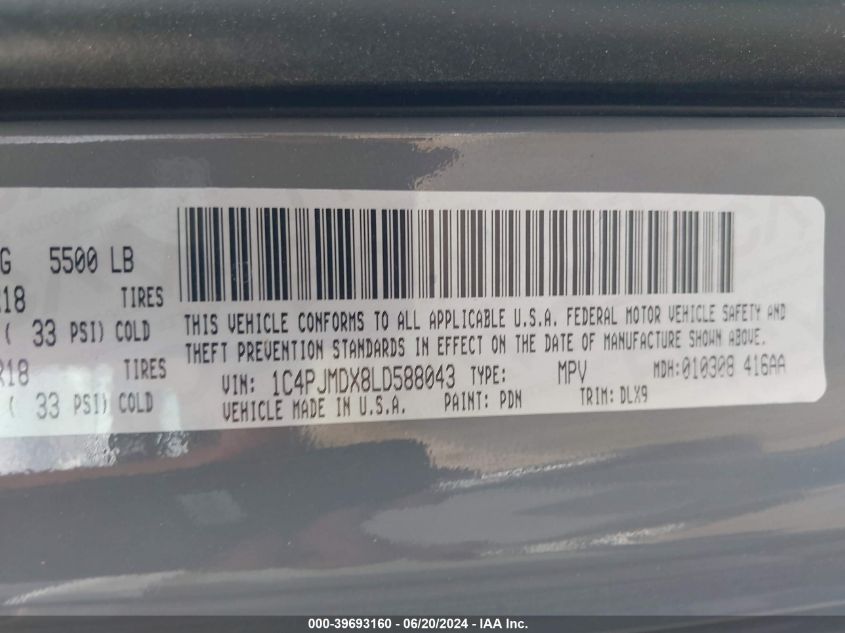 G 5500 LB
R18 TIRES
( 33 PSI) COLD
R18 TIRES
( 33 PSI) COLD
THIS VEHICLE CONFORMS TO ALL APPLICABLE U.S.A. FEDERAL MOTOR VEHICLE SAFETY AND
THEFT PREVENTION STANDARDS IN EFFECT ON THE DATE OF MANUFACTURE SHOWN ABOVE.
VIN: 1C4PJMDX8LD588043 TYPE: MPV MDH:010308 416AA
VEHICLE MADE IN U.S.A. PAINT: PDN TRIM: DLX9
000-39693160 - 06/20/2024 - IAA Inc.